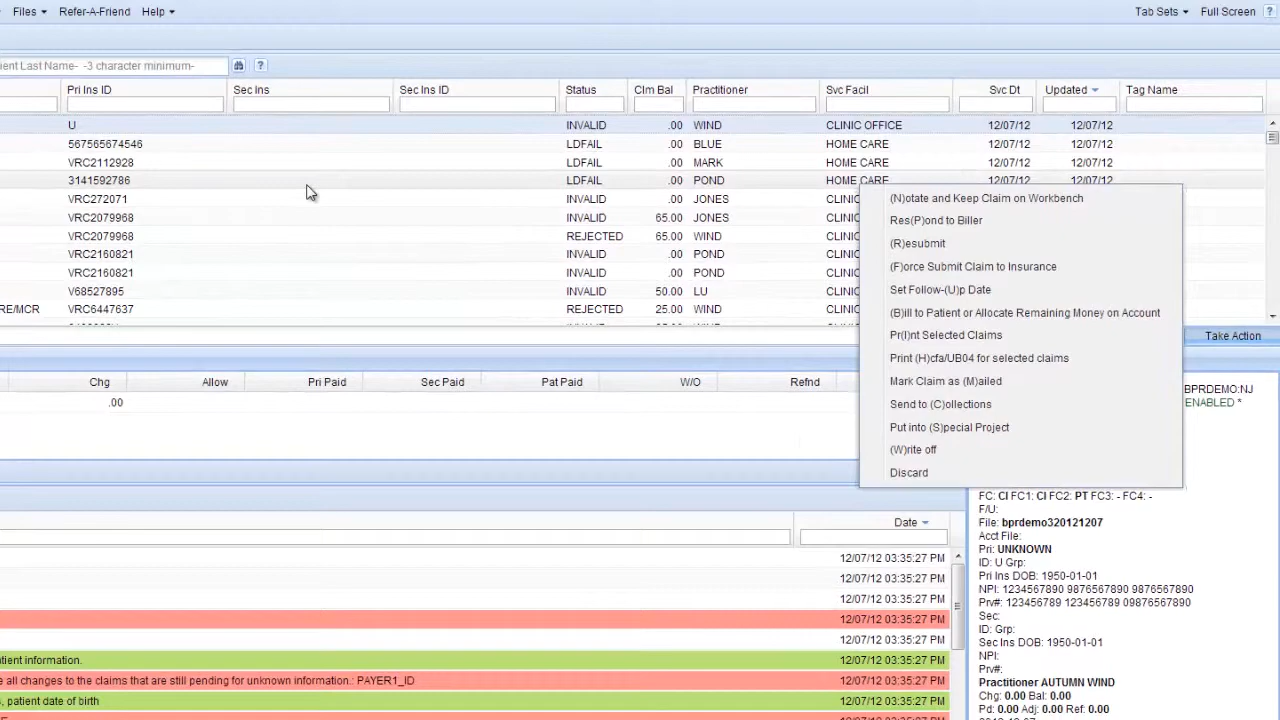 Files Refer-A-Friend Help Tab Sets Full Screen ?
ient Last Name- -3 character minimum- ?
Pri Ins ID Sec Ins Sec Ins ID Status Clm Bal Practitioner Svc Facil Svc Dt Updated Tag Name
U INVALID .00 WIND CLINIC OFFICE 12/07/12 12/07/12
567565674546 LDFAIL .00 BLUE HOME CARE 12/07/12 12/07/12
VRC2112928 LDFAIL .00 MARK HOME CARE 12/07/12 12/07/12
3141592786 LDFAIL .00 POND HOME CARE 12/07/12 12/07/12
VRC272071 INVALID .00 JONES CLINIC
VRC2079968 INVALID 65.00 JONES CLINIC
VRC2079968 REJECTED 65.00 WIND CLINIC
VRC2160821 INVALID .00 POND CLINIC
VRC2160821 INVALID .00 POND CLINIC
V68527895 INVALID 50.00 LU CLINIC
RE/MCR VRC6447637 REJECTED 25.00 WIND CLINIC
(N)otate and Keep Claim on Workbench
Res(P)ond to Biller
(R)esubmit
(F)orce Submit Claim to Insurance
Set Follow-(U)p Date
(B)ill to Patient or Allocate Remaining Money on Account
Pr(I)nt Selected Claims
Print (H)cfa/UB04 for selected claims
Mark Claim as (M)ailed
Send to (C)ollections
Put into (S)pecial Project
(W)rite off
Discard
Take Action
Chg Allow Pri Paid Sec Paid Pat Paid W/O Refnd
.00
BPRDEMO:NJ
ENABLED *
FC: CI FC1: CI FC2: PT FC3: - FC4: -
F/U:
File: bprdemo320121207
Acct File:
Pri: UNKNOWN
ID: U Grp:
Pri Ins DOB: 1950-01-01
NPI: 1234567890 9876567890 9876567890
Prv#: 123456789 123456789 09876567890
Sec:
ID: Grp:
Sec Ins DOB: 1950-01-01
NPI:
Prv#:
Practitioner AUTUMN WIND
Chg: 0.00 Bal: 0.00
Pd: 0.00 Adj: 0.00 Ref: 0.00
Date
12/07/12 03:35:27 PM
12/07/12 03:35:27 PM
12/07/12 03:35:27 PM
12/07/12 03:35:27 PM
12/07/12 03:35:27 PM
tient information. 12/07/12 03:35:27 PM
e all changes to the claims that are still pending for unknown information.: PAYER1_ID 12/07/12 03:35:27 PM
s, patient date of birth 12/07/12 03:35:27 PM